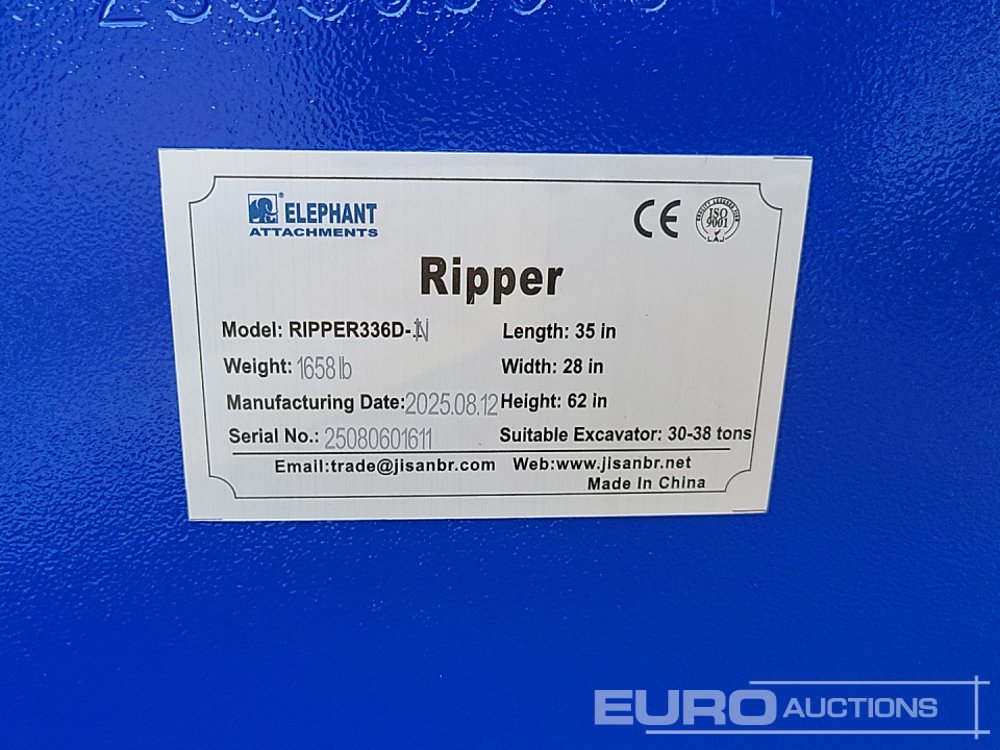 ELEPHANT
ATTACHMENTS
CE
ISO
9001
Ripper
Model: RIPPER336D-
Length: 35 in
Weight: 1658 lb
Width: 28 in
Manufacturing Date: 2025.08.12
Height: 62 in
Serial No.: 25080601611
Suitable Excavator: 30-38 tons
Email:trade@jisanbr.com Web:www.jisanbr.net
Made In China
EURO AUCTIONS